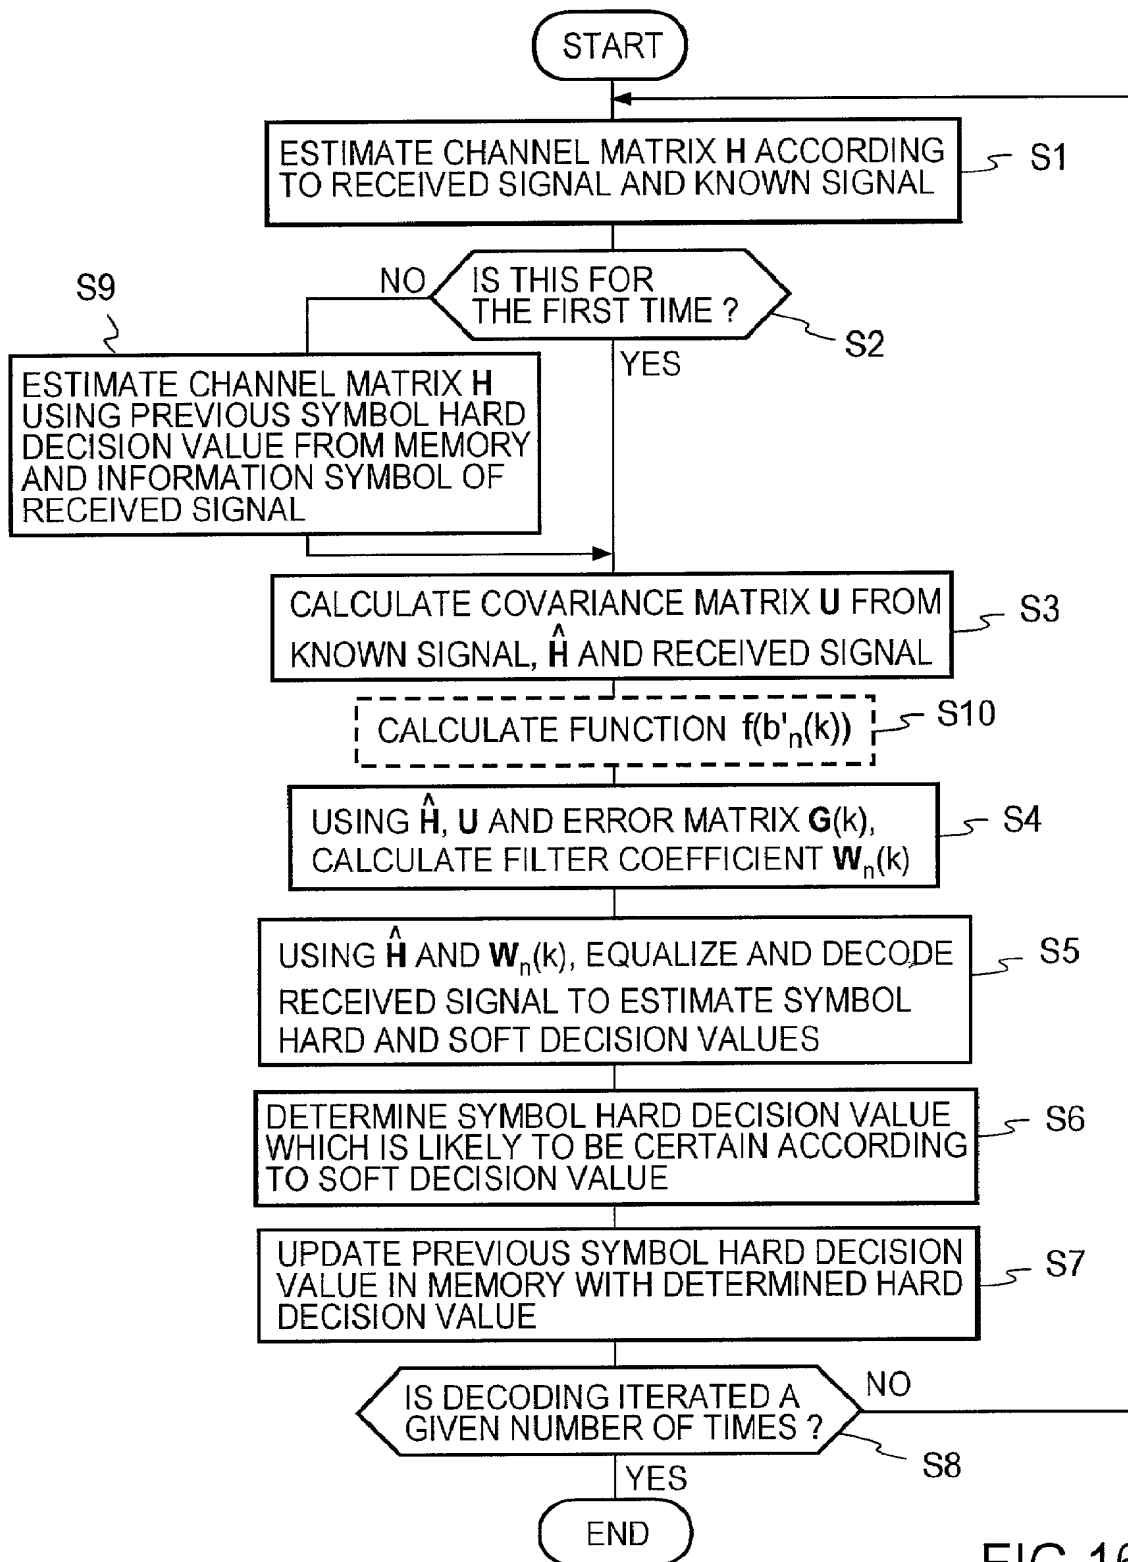 START
ESTIMATE CHANNEL MATRIX H ACCORDING
TO RECEIVED SIGNAL AND KNOWN SIGNAL
S1
IS THIS FOR
THE FIRST TIME ?
S2
NO
YES
S9
ESTIMATE CHANNEL MATRIX H
USING PREVIOUS SYMBOL HARD
DECISION VALUE FROM MEMORY
AND INFORMATION SYMBOL OF
RECEIVED SIGNAL
CALCULATE COVARIANCE MATRIX U FROM
KNOWN SIGNAL, Ĥ AND RECEIVED SIGNAL
S3
CALCULATE FUNCTION f(b'n(k))
S10
USING Ĥ, U AND ERROR MATRIX G(k),
CALCULATE FILTER COEFFICIENT Wn(k)
S4
USING Ĥ AND Wn(k), EQUALIZE AND DECODE
RECEIVED SIGNAL TO ESTIMATE SYMBOL
HARD AND SOFT DECISION VALUES
S5
DETERMINE SYMBOL HARD DECISION VALUE
WHICH IS LIKELY TO BE CERTAIN ACCORDING
TO SOFT DECISION VALUE
S6
UPDATE PREVIOUS SYMBOL HARD DECISION
VALUE IN MEMORY WITH DETERMINED HARD
DECISION VALUE
S7
IS DECODING ITERATED A
GIVEN NUMBER OF TIMES ?
NO
S8
YES
END
FIG.16